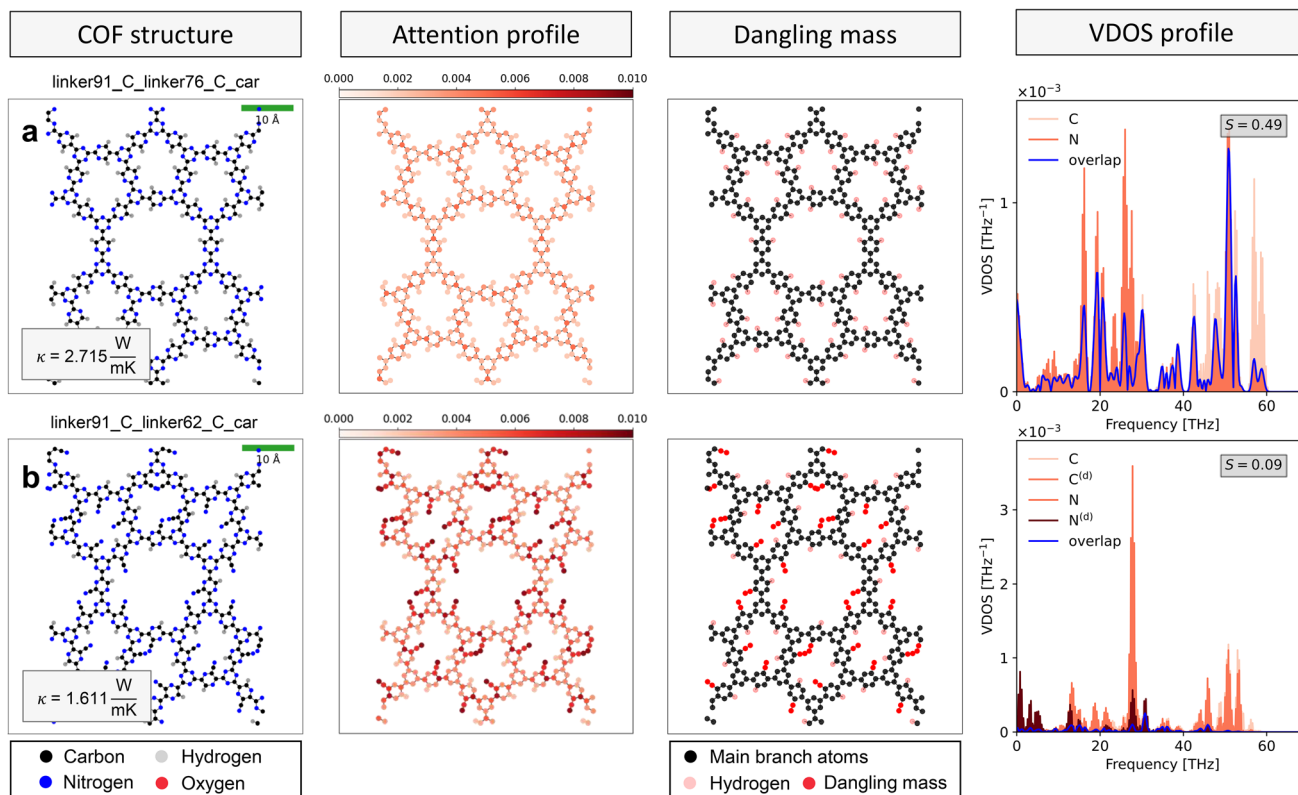 COF structure
Attention profile
Dangling mass
VDOS profile
linker91_C_linker76_C_car
0.000 0.002 0.004 0.006 0.008 0.010
a
10 Å
κ = 2.715 W/mK
×10⁻³
C
N
overlap
S = 0.49
VDOS [THz⁻¹]
1
0
0 20 40 60
Frequency [THz]
linker91_C_linker62_C_car
0.000 0.002 0.004 0.006 0.008 0.010
b
10 Å
κ = 1.611 W/mK
×10⁻³
C
C⁽ᵈ⁾
N
N⁽ᵈ⁾
overlap
S = 0.09
VDOS [THz⁻¹]
3
2
1
0
0 20 40 60
Frequency [THz]
Carbon
Hydrogen
Nitrogen
Oxygen
Main branch atoms
Hydrogen
Dangling mass